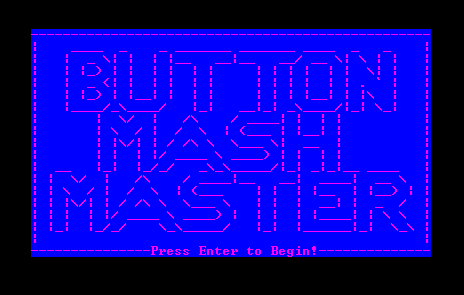 BUTTON
MASH
MASTER
Press Enter to Begin!